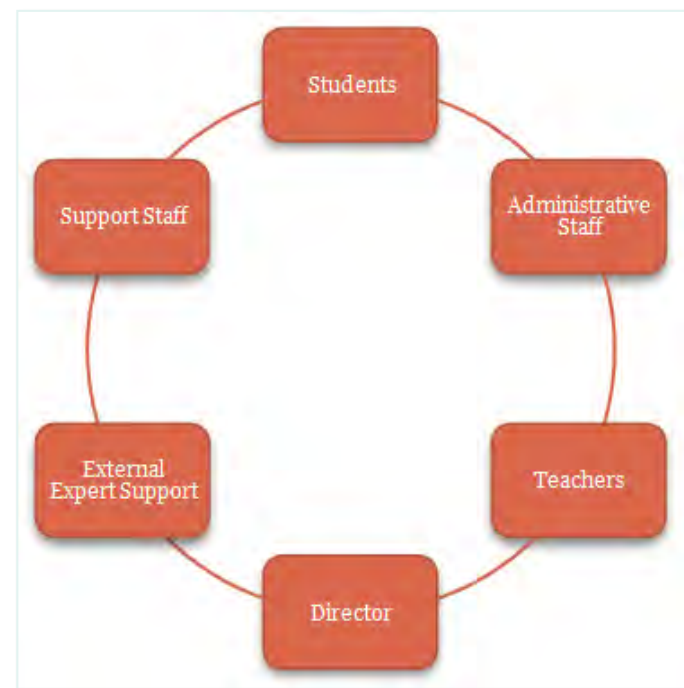 Students
Support Staff
Administrative
Staff
External
Expert Support
Teachers
Director